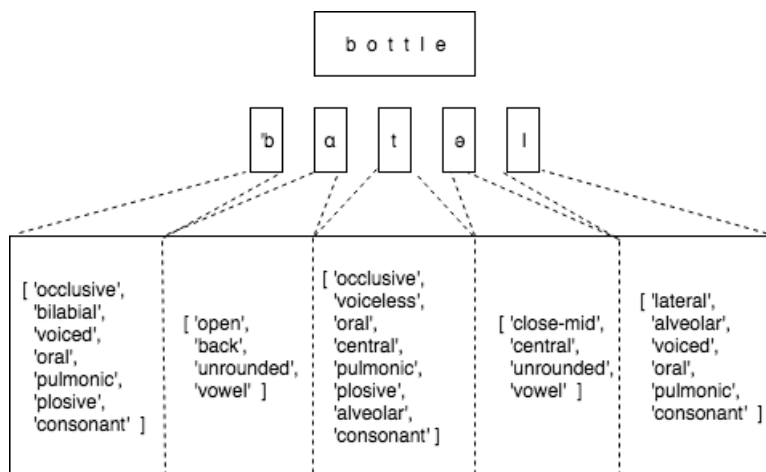 b o t t l e
'b ɑ t ə l
[ 'occlusive',
'bilabial',
'voiced',
'oral',
'pulmonic',
'plosive',
'consonant' ]
[ 'open',
'back',
'unrounded',
'vowel' ]
[ 'occlusive',
'voiceless',
'oral',
'central',
'pulmonic',
'plosive',
'alveolar',
'consonant' ]
[ 'close-mid',
'central',
'unrounded',
'vowel' ]
[ 'lateral',
'alveolar',
'voiced',
'oral',
'pulmonic',
'consonant' ]